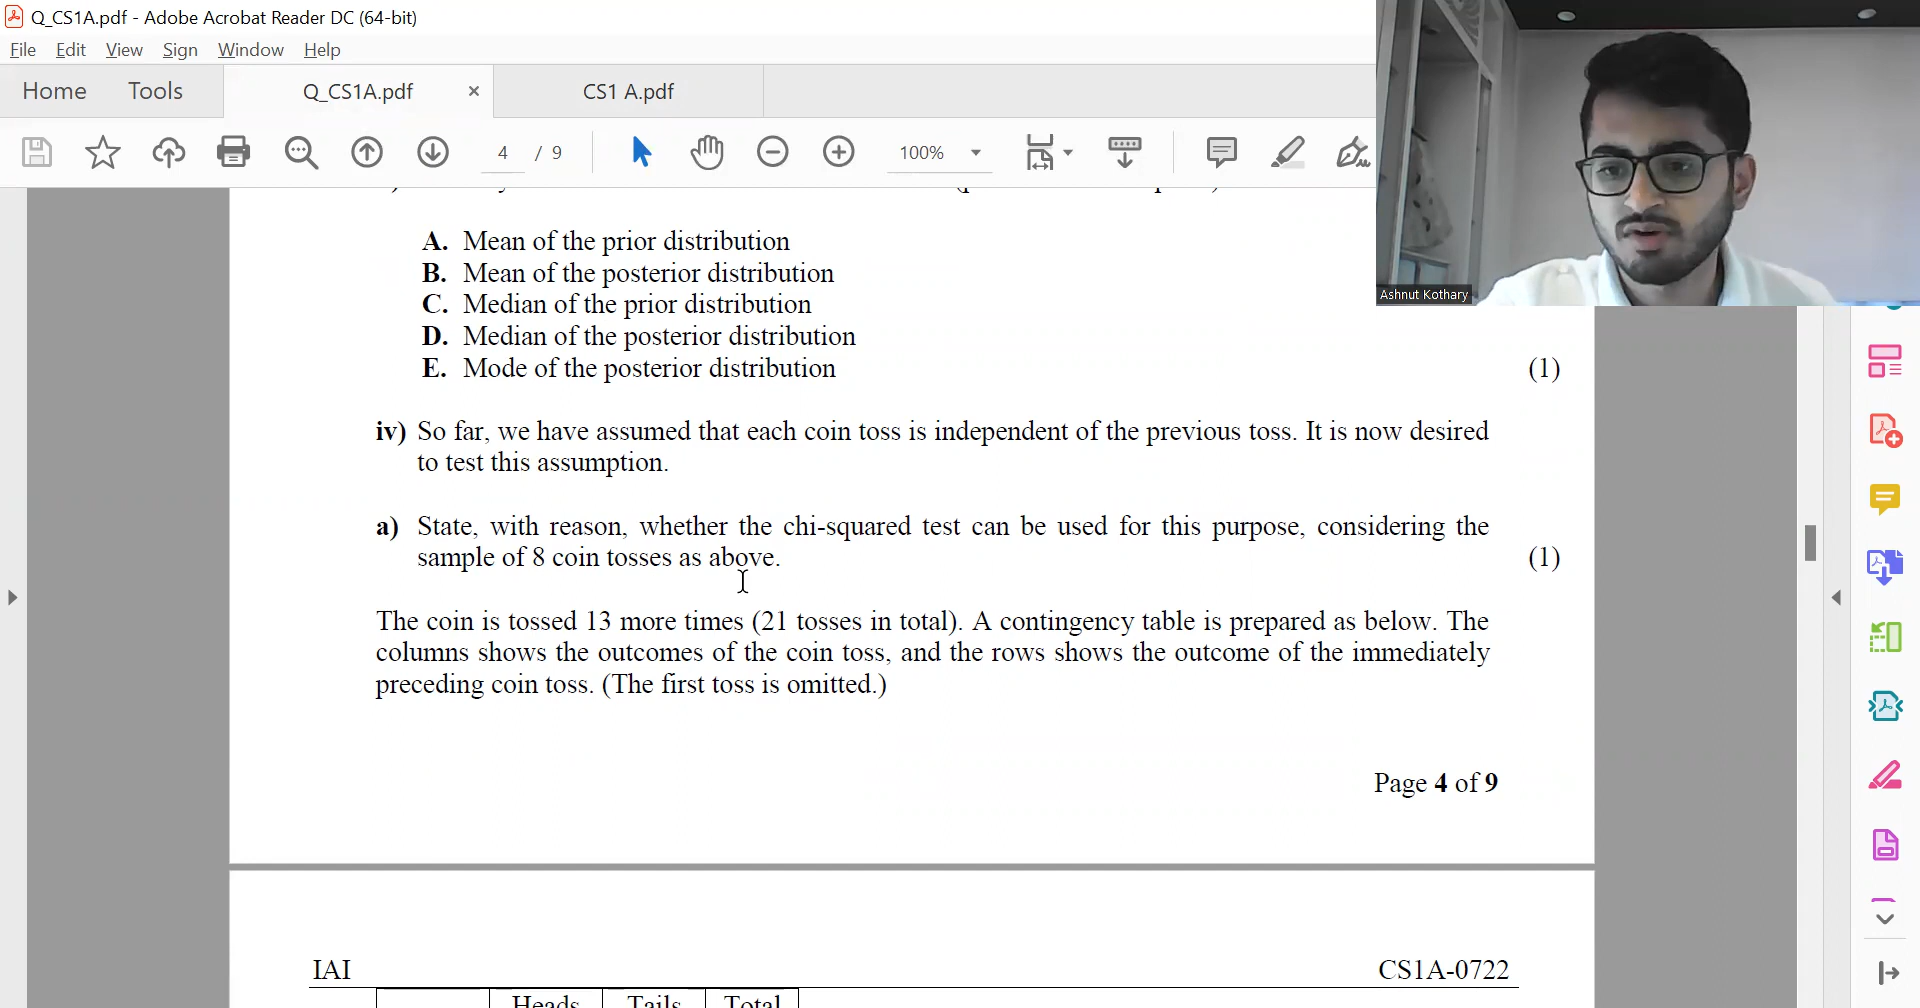 Q_CS1A.pdf - Adobe Acrobat Reader DC (64-bit)
File Edit View Sign Window Help
Home Tools Q_CS1A.pdf × CS1 A.pdf
4 / 9 100%
Ashnut Kothary
A. Mean of the prior distribution
B. Mean of the posterior distribution
C. Median of the prior distribution
D. Median of the posterior distribution
E. Mode of the posterior distribution (1)
iv) So far, we have assumed that each coin toss is independent of the previous toss. It is now desired
to test this assumption.
a) State, with reason, whether the chi-squared test can be used for this purpose, considering the
sample of 8 coin tosses as above. (1)
The coin is tossed 13 more times (21 tosses in total). A contingency table is prepared as below. The
columns shows the outcomes of the coin toss, and the rows shows the outcome of the immediately
preceding coin toss. (The first toss is omitted.)
Page 4 of 9
IAI CS1A-0722
Heads Tails Total